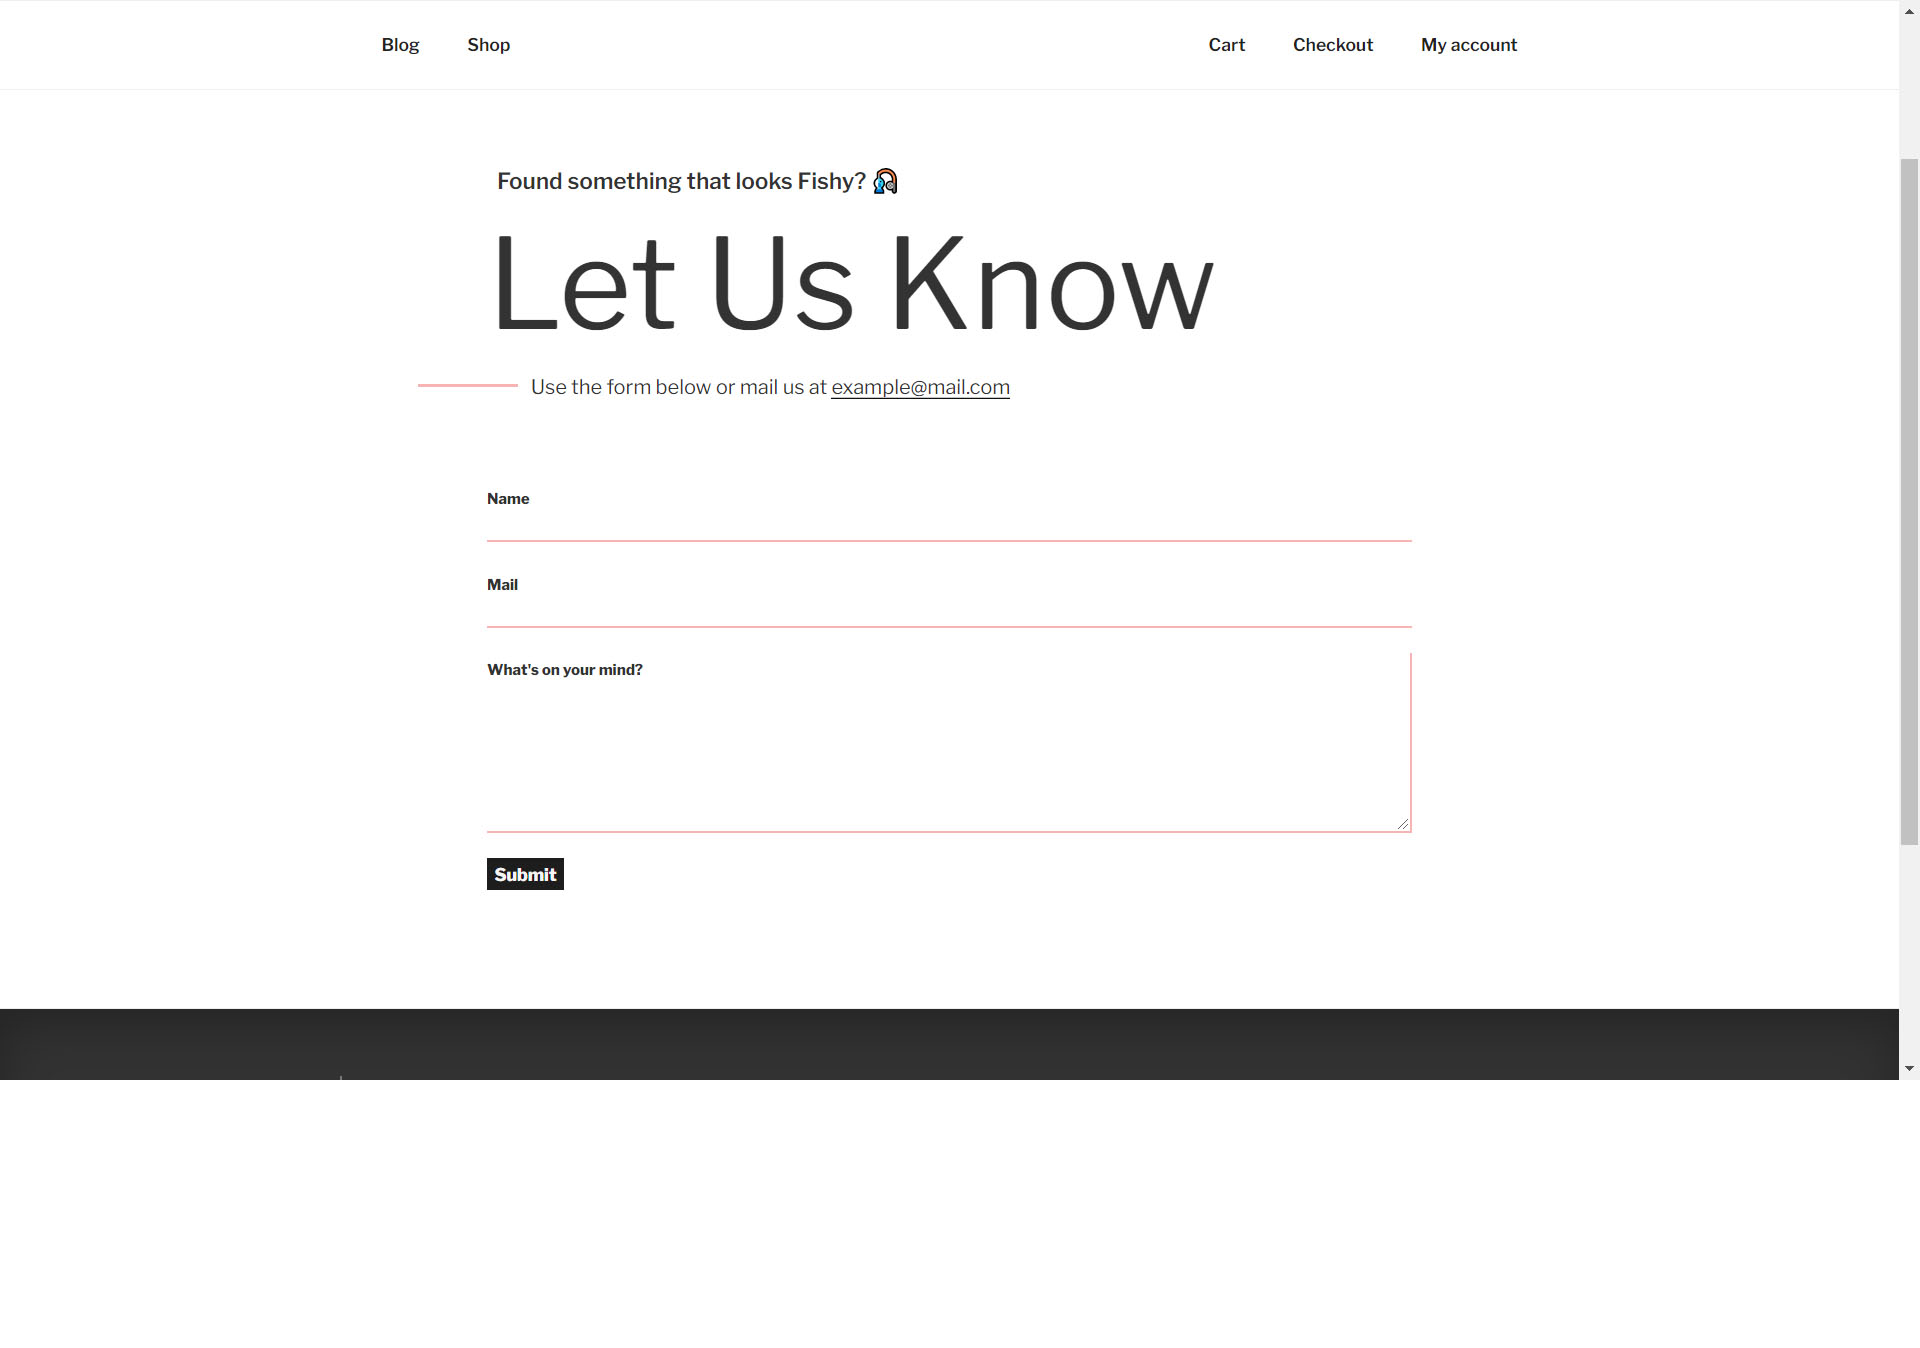 Blog Shop Cart Checkout My account
Found something that looks Fishy?
Let Us Know
Use the form below or mail us at example@mail.com
Name
Mail
What's on your mind?
Submit